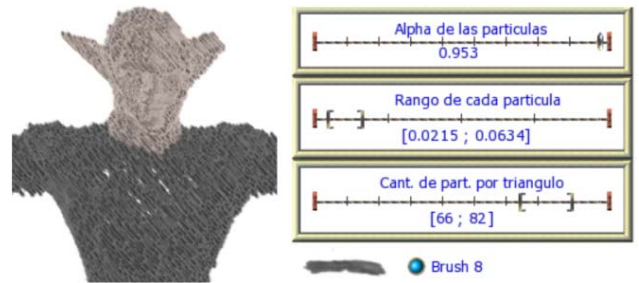 Alpha de las particulas
0.953
Rango de cada particula
[0.0215 ; 0.0634]
Cant. de part. por triangulo
[66 ; 82]
Brush 8